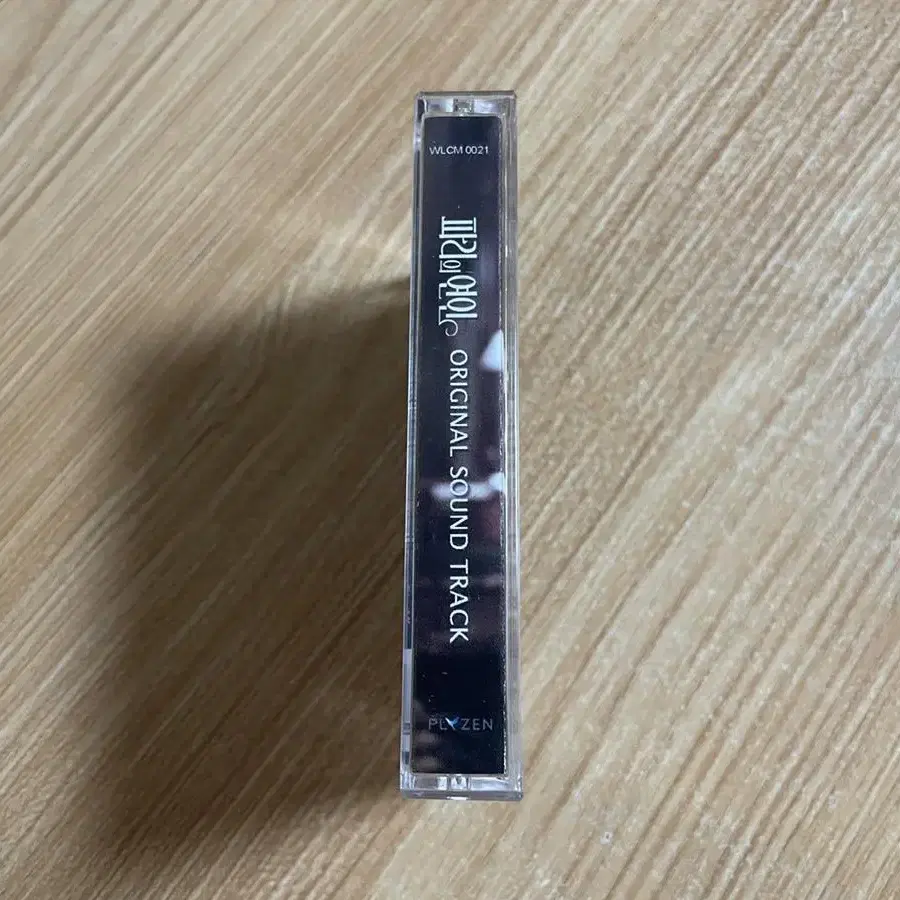 WLCM 0021
파리의 연인 ORIGINAL SOUND TRACK
PLYZEN